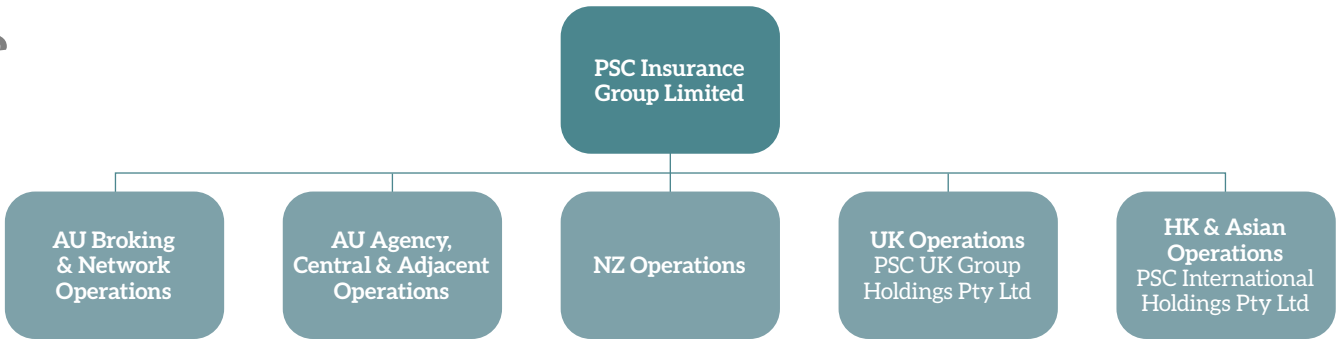 PSC Insurance
Group Limited
AU Broking
& Network
Operations
AU Agency,
Central & Adjacent
Operations
NZ Operations
UK Operations
PSC UK Group
Holdings Pty Ltd
HK & Asian
Operations
PSC International
Holdings Pty Ltd